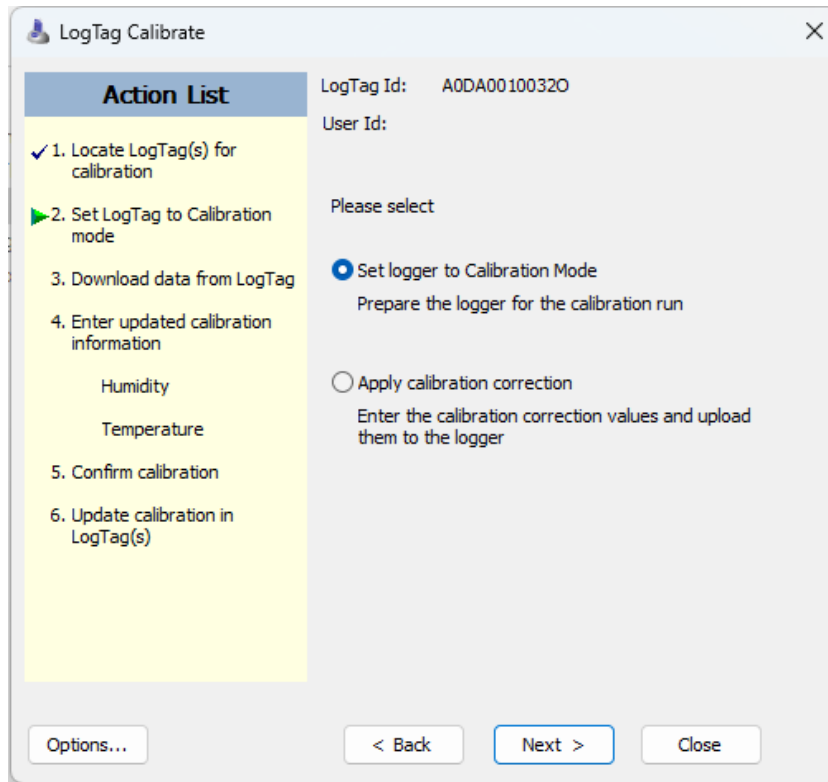 LogTag Calibrate
Action List
1. Locate LogTag(s) for
calibration
2. Set LogTag to Calibration
mode
3. Download data from LogTag
4. Enter updated calibration
information
Humidity
Temperature
5. Confirm calibration
6. Update calibration in
LogTag(s)
LogTag Id: A0DA0010032O
User Id:
Please select
Set logger to Calibration Mode
Prepare the logger for the calibration run
Apply calibration correction
Enter the calibration correction values and upload
them to the logger
Options...
< Back
Next >
Close